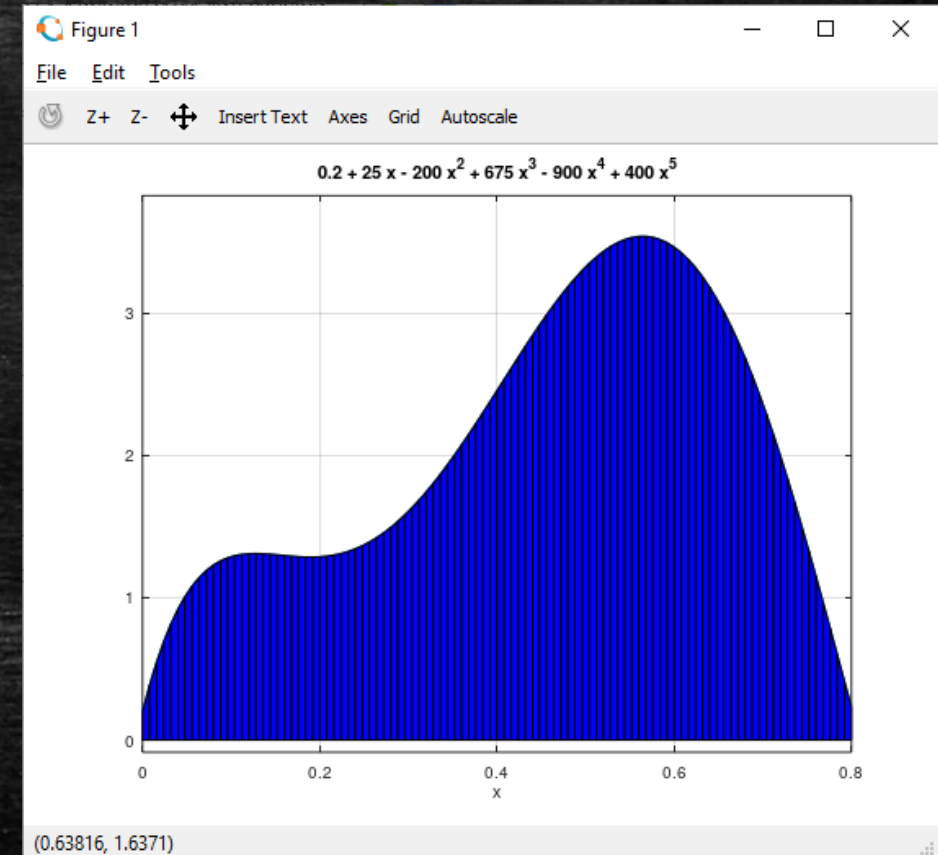 Figure 1
File Edit Tools
Z+ Z- Insert Text Axes Grid Autoscale
0.2 + 25 x - 200 x² + 675 x³ - 900 x⁴ + 400 x⁵
3
2
1
0
0 0.2 0.4 0.6 0.8
x
(0.63816, 1.6371)